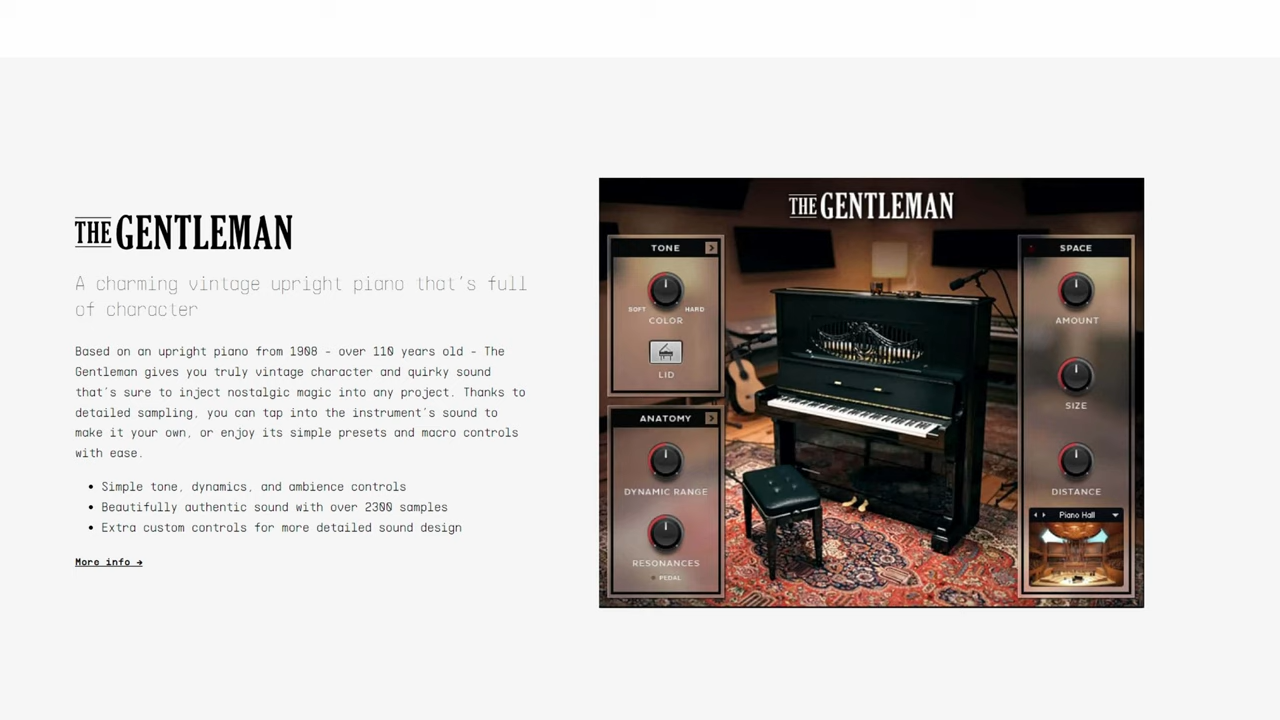 THE GENTLEMAN
A charming vintage upright piano that's full
of character
Based on an upright piano from 1908 - over 110 years old - The
Gentleman gives you truly vintage character and quirky sound
that's sure to inject nostalgic magic into any project. Thanks to
detailed sampling, you can tap into the instrument's sound to
make it your own, or enjoy its simple presets and macro controls
with ease.
• Simple tone, dynamics, and ambience controls
• Beautifully authentic sound with over 2300 samples
• Extra custom controls for more detailed sound design
More info →
THE GENTLEMAN
TONE
SOFT HARD
COLOR
LID
ANATOMY
DYNAMIC RANGE
RESONANCES
PEDAL
SPACE
AMOUNT
SIZE
DISTANCE
Piano Hall